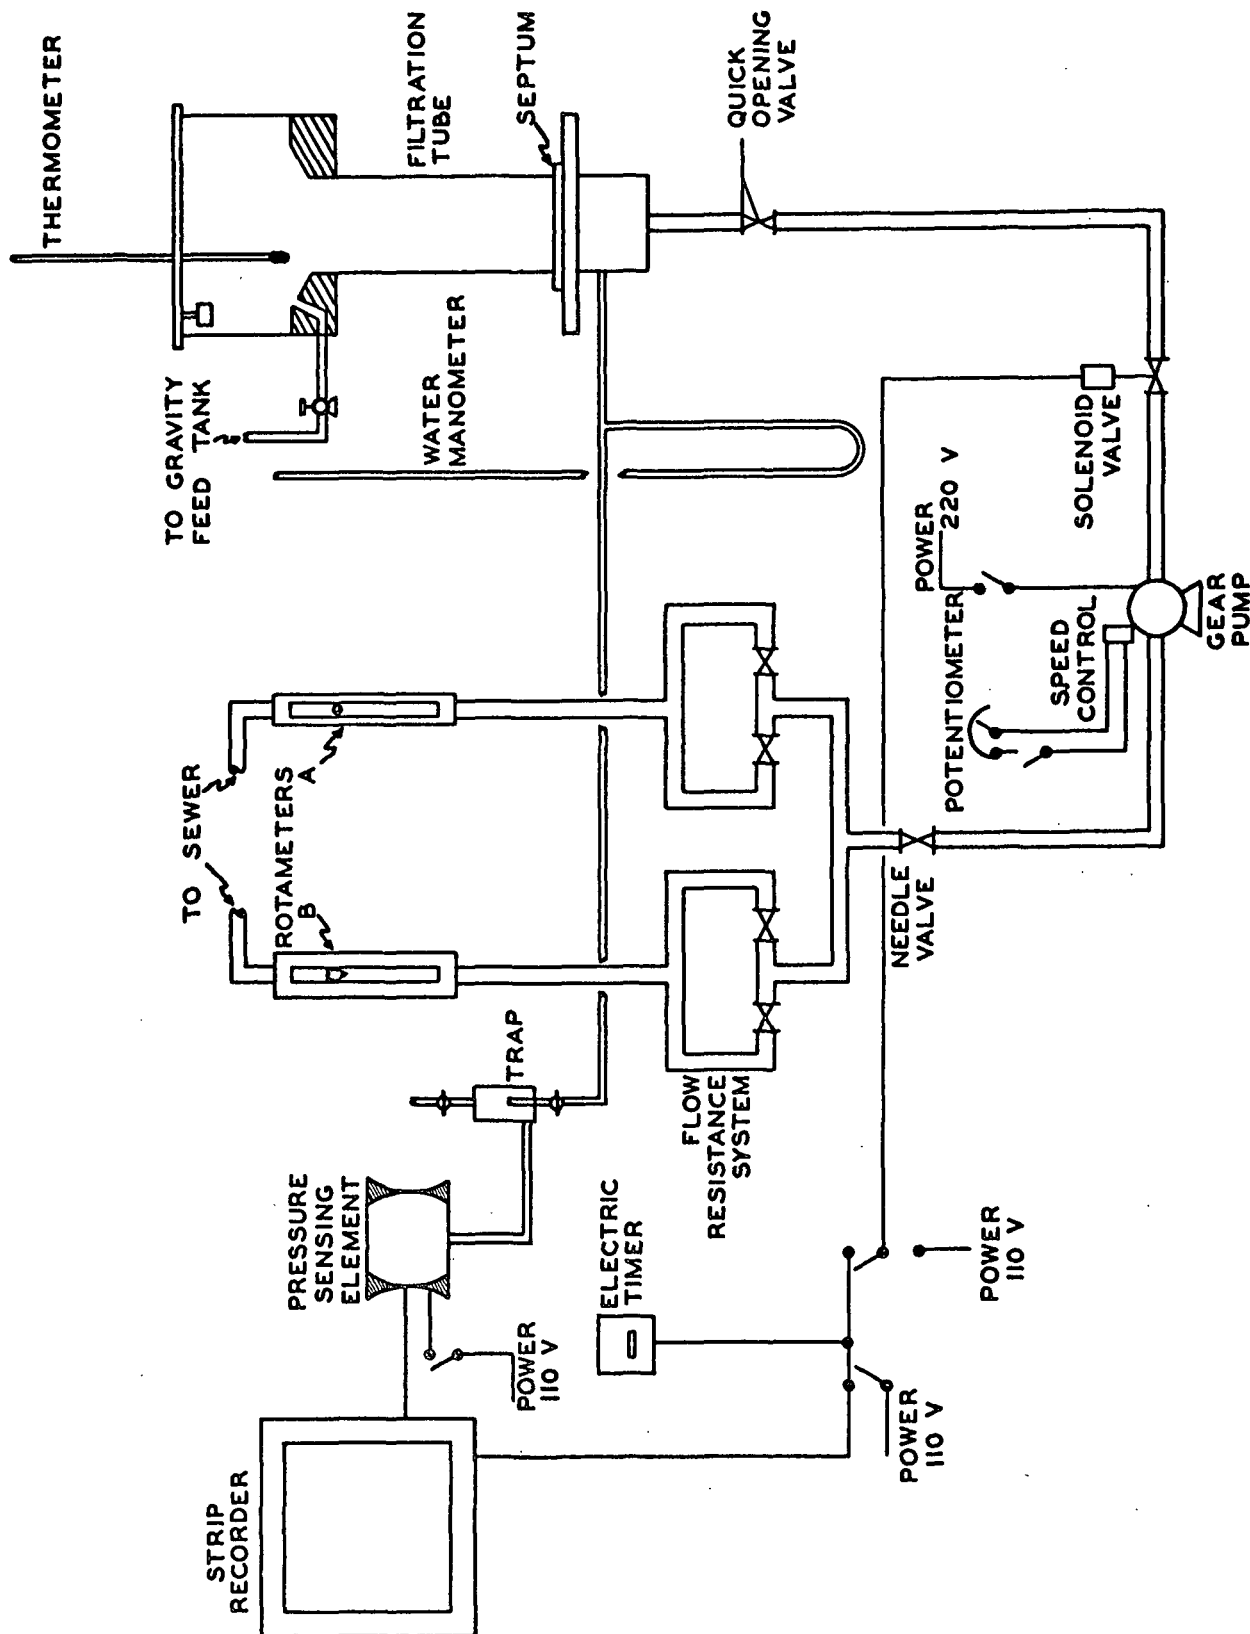 THERMOMETER
FILTRATION
TUBE
SEPTUM
QUICK
OPENING
VALVE
TO GRAVITY
FEED TANK
WATER
MANOMETER
SOLENOID
VALVE
POWER
220 V
GEAR
PUMP
SPEED
CONTROL
POTENTIOMETER
TO SEWER
ROTAMETERS
A
B
NEEDLE
VALVE
FLOW
RESISTANCE
SYSTEM
TRAP
PRESSURE
SENSING
ELEMENT
POWER
110 V
ELECTRIC
TIMER
POWER
110 V
POWER
110 V
STRIP
RECORDER